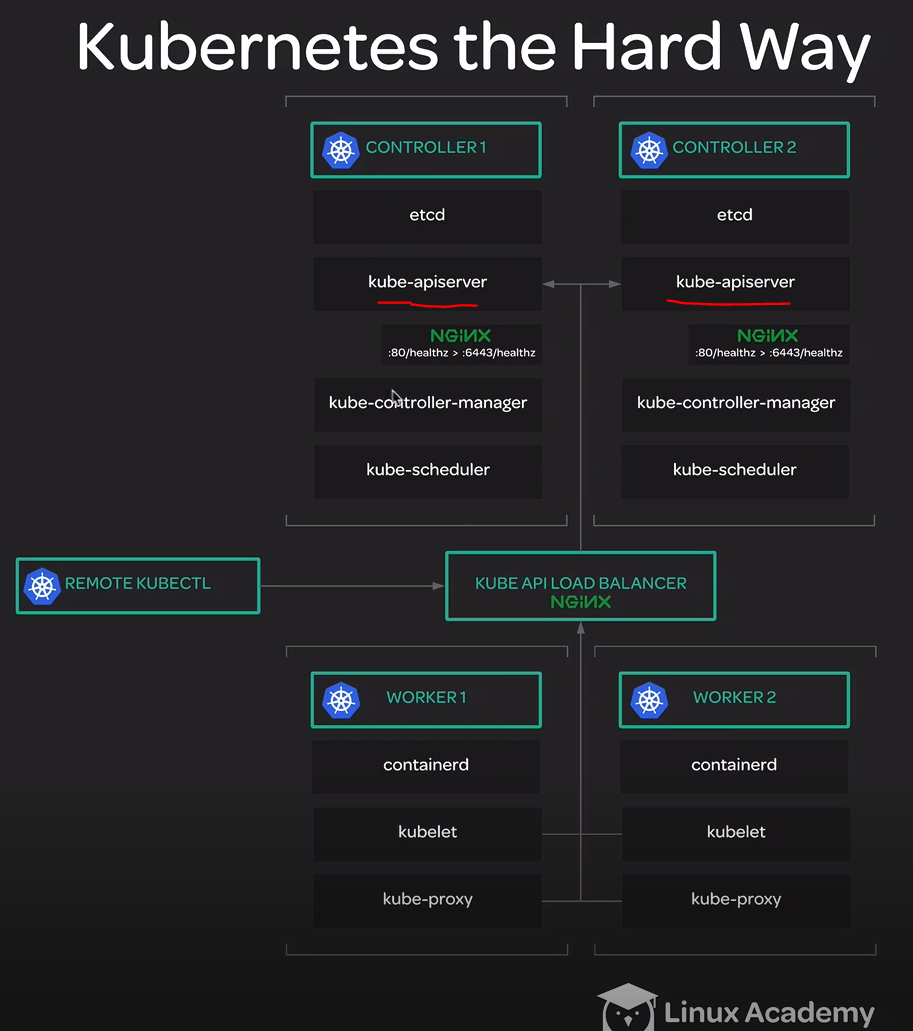 Kubernetes the Hard Way
CONTROLLER 1
etcd
kube-apiserver
NGINX
:80/healthz > :6443/healthz
kube-controller-manager
kube-scheduler
CONTROLLER 2
etcd
kube-apiserver
NGINX
:80/healthz > :6443/healthz
kube-controller-manager
kube-scheduler
REMOTE KUBECTL
KUBE API LOAD BALANCER
NGINX
WORKER 1
containerd
kubelet
kube-proxy
WORKER 2
containerd
kubelet
kube-proxy
Linux Academy